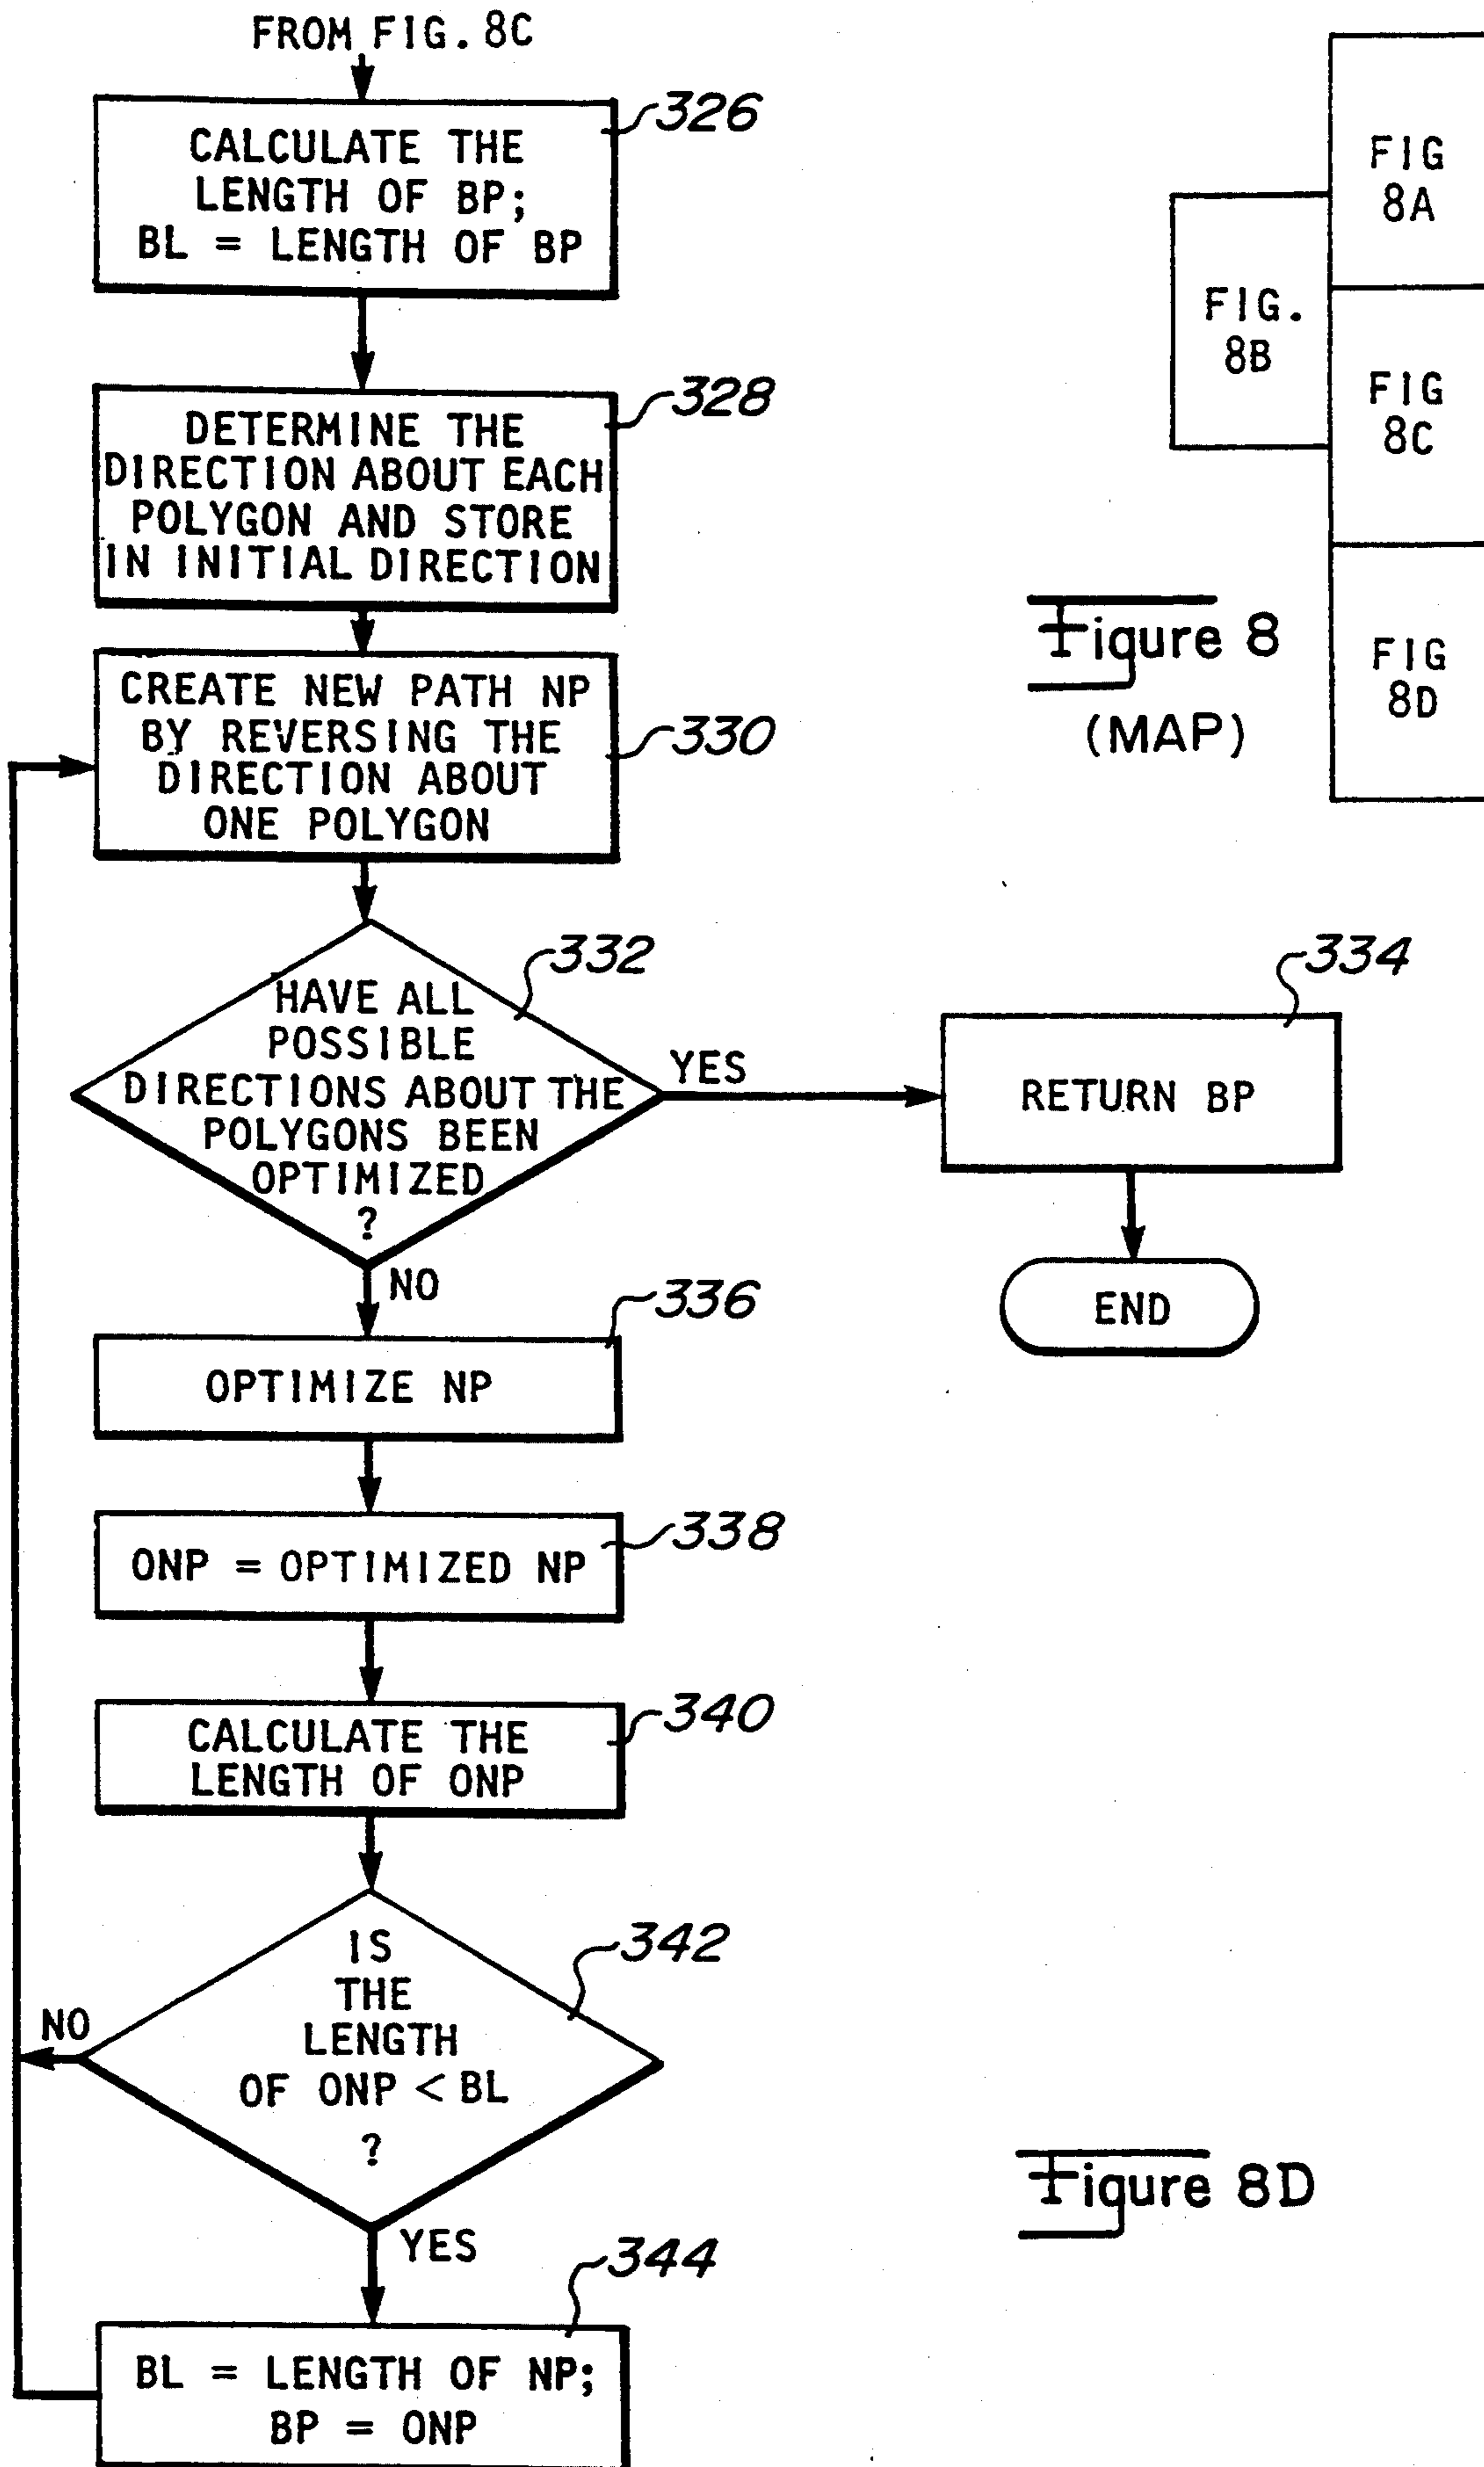 FROM FIG. 8C
326
CALCULATE THE
LENGTH OF BP;
BL = LENGTH OF BP
328
DETERMINE THE
DIRECTION ABOUT EACH
POLYGON AND STORE
IN INITIAL DIRECTION
330
CREATE NEW PATH NP
BY REVERSING THE
DIRECTION ABOUT
ONE POLYGON
332
HAVE ALL
POSSIBLE
DIRECTIONS ABOUT THE
POLYGONS BEEN
OPTIMIZED
?
YES
334
RETURN BP
END
NO
336
OPTIMIZE NP
338
ONP = OPTIMIZED NP
340
CALCULATE THE
LENGTH OF ONP
342
IS
THE
LENGTH
OF ONP < BL
?
NO
YES
344
BL = LENGTH OF NP;
BP = ONP
FIG
8A
FIG.
8B
FIG
8C
FIG
8D
Figure 8
(MAP)
Figure 8D